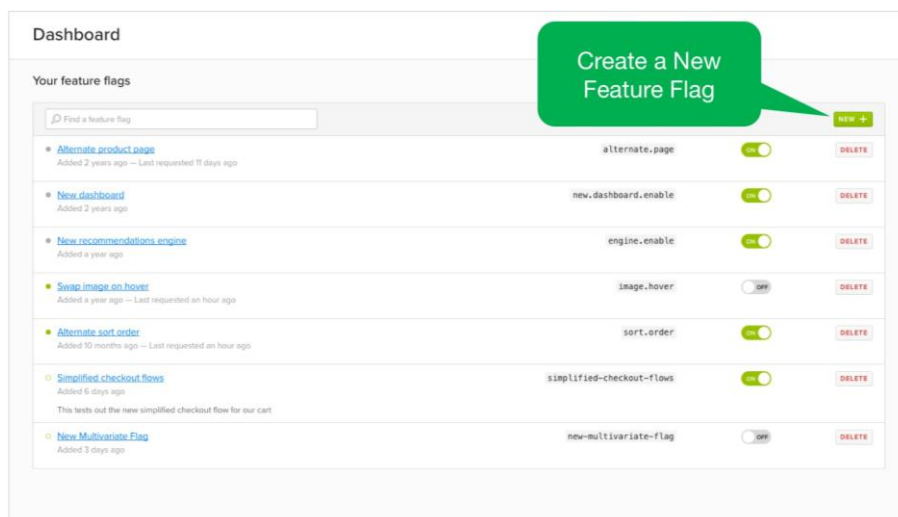 Dashboard
Create a New
Feature Flag
Your feature flags
Find a feature flag
NEW +
Alternate product page
alternate.page
ON
DELETE
Added 2 years ago — Last requested 11 days ago
New dashboard
new.dashboard.enable
ON
DELETE
Added 2 years ago
New recommendations engine
engine.enable
ON
DELETE
Added a year ago
Swap image on hover
image.hover
OFF
DELETE
Added a year ago — Last requested an hour ago
Alternate sort order
sort.order
ON
DELETE
Added 10 months ago — Last requested an hour ago
Simplified checkout flows
simplified-checkout-flows
ON
DELETE
Added 6 days ago
This tests out the new simplified checkout flow for our cart
New Multivariate Flag
new-multivariate-flag
OFF
DELETE
Added 3 days ago